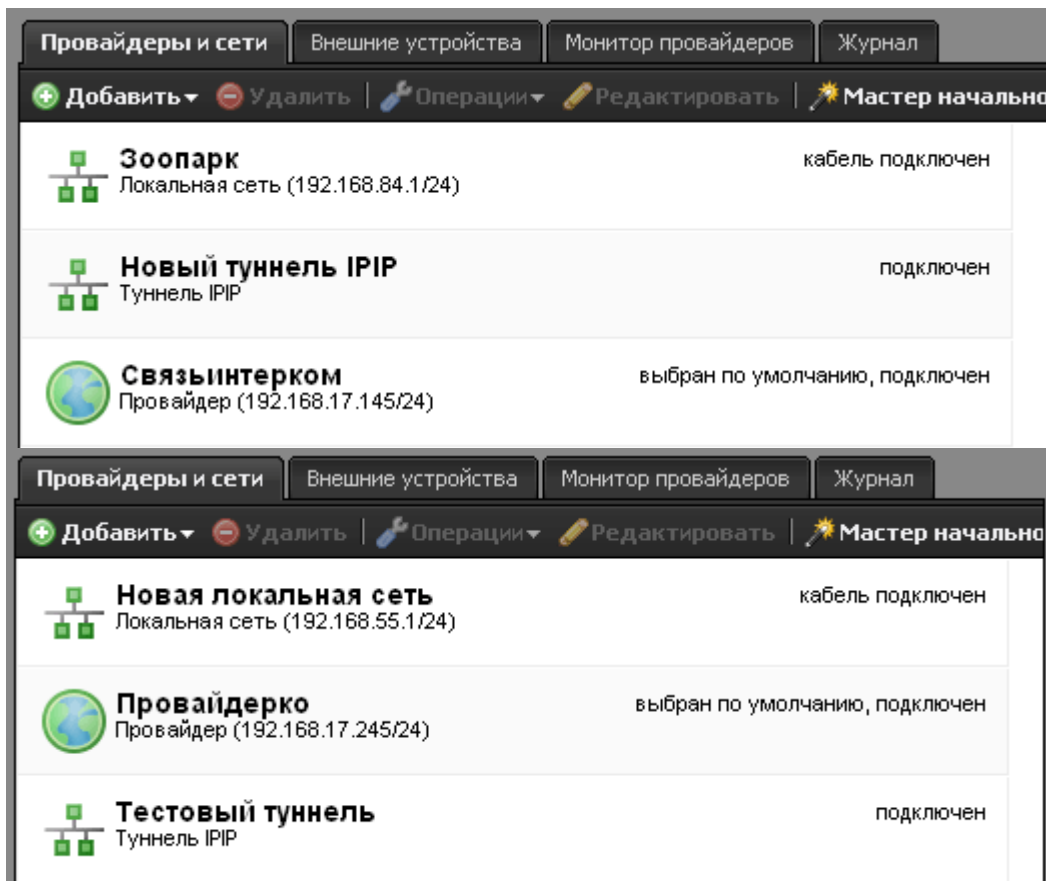 Провайдеры и сети Внешние устройства Монитор провайдеров Журнал
Добавить Удалить Операции Редактировать Мастер начально
Зоопарк кабель подключен
Локальная сеть (192.168.84.1/24)
Новый туннель IPIP подключен
Туннель IPIP
Связьинтерком выбран по умолчанию, подключен
Провайдер (192.168.17.145/24)
Провайдеры и сети Внешние устройства Монитор провайдеров Журнал
Добавить Удалить Операции Редактировать Мастер начально
Новая локальная сеть кабель подключен
Локальная сеть (192.168.55.1/24)
Провайдерко выбран по умолчанию, подключен
Провайдер (192.168.17.245/24)
Тестовый туннель подключен
Туннель IPIP